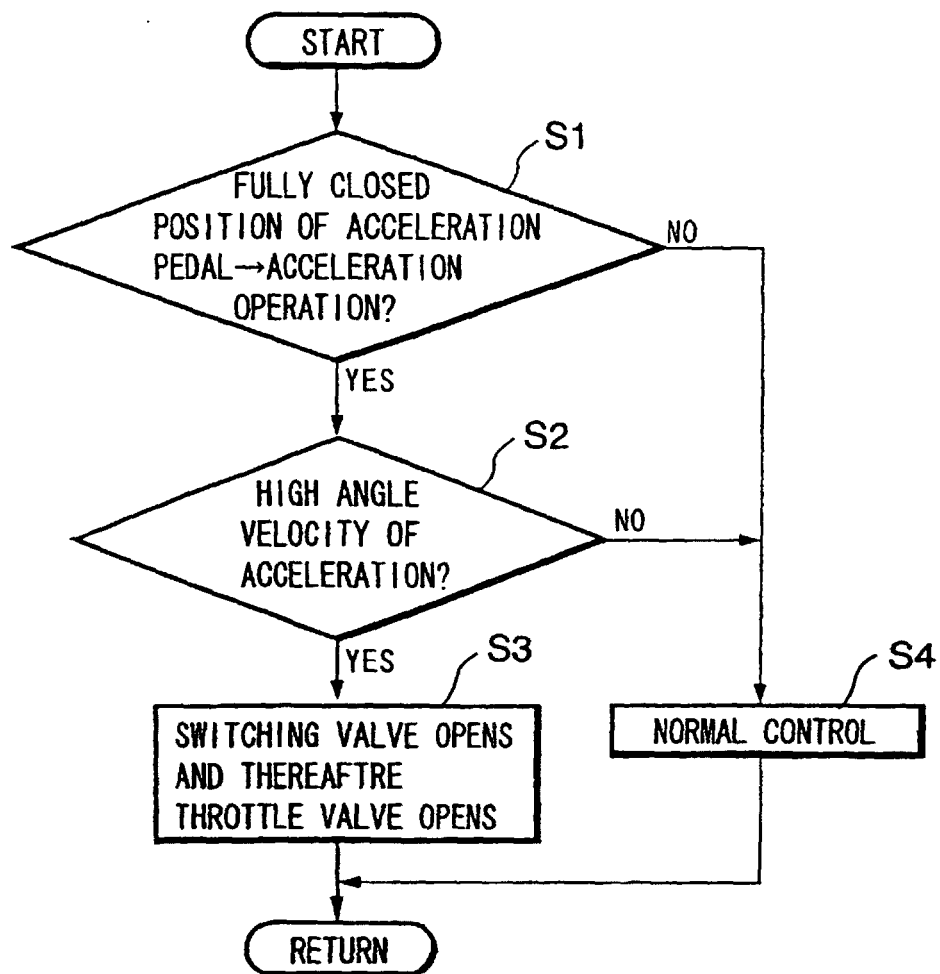 START
S1
FULLY CLOSED
POSITION OF ACCELERATION
PEDAL→ACCELERATION
OPERATION?
NO
YES
S2
HIGH ANGLE
VELOCITY OF
ACCELERATION?
NO
YES
S3
SWITCHING VALVE OPENS
AND THEREAFTRE
THROTTLE VALVE OPENS
S4
NORMAL CONTROL
RETURN